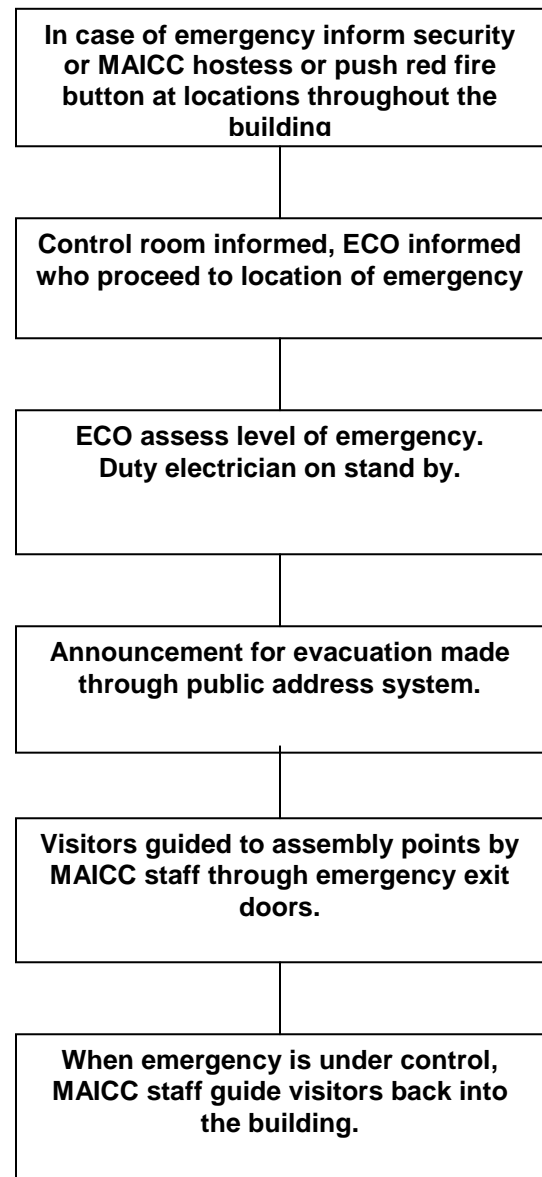 In case of emergency inform security
or MAICC hostess or push red fire
button at locations throughout the
building
Control room informed, ECO informed
who proceed to location of emergency
ECO assess level of emergency.
Duty electrician on stand by.
Announcement for evacuation made
through public address system.
Visitors guided to assembly points by
MAICC staff through emergency exit
doors.
When emergency is under control,
MAICC staff guide visitors back into
the building.